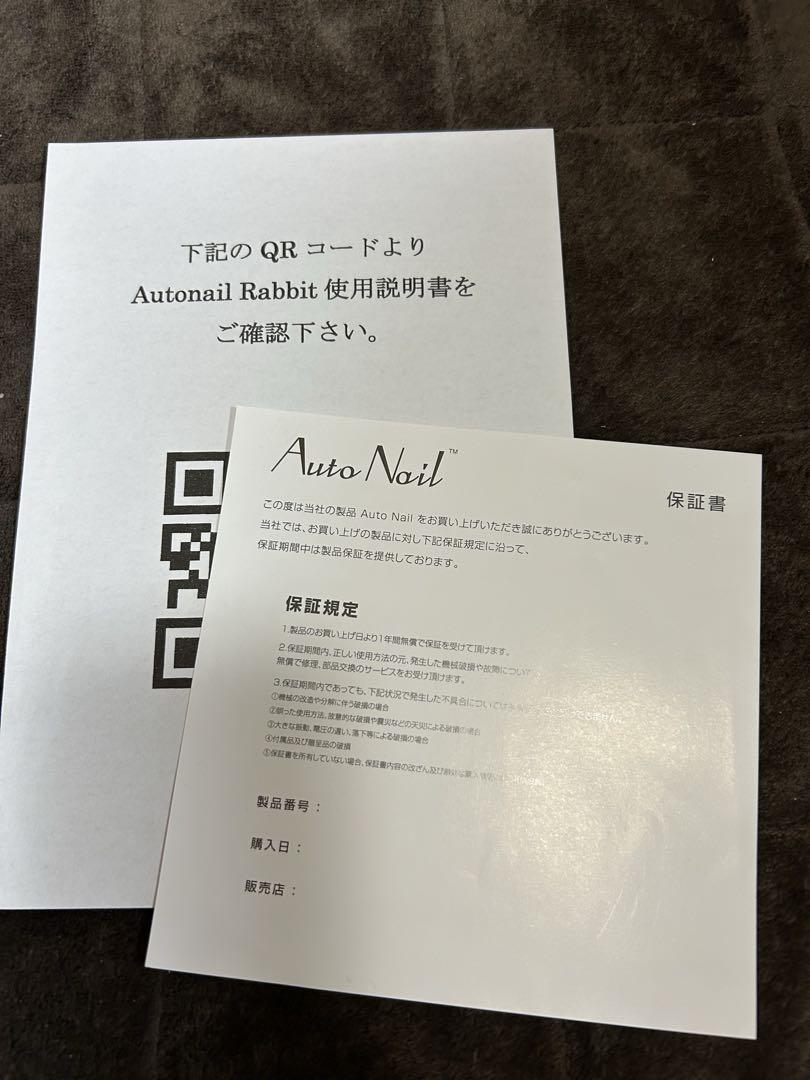 下記の QR コードより
Autonail Rabbit 使用説明書を
ご確認下さい。
Auto Nail™
保証書
この度は当社の製品 Auto Nail をお買い上げいただき誠にありがとうございます。
当社では、お買い上げの製品に対し下記保証規定に沿って、
保証期間中は製品保証を提供しております。
保証規定
1.製品のお買い上げ日より1年間無償で保証を受けて頂けます。
2.保証期間内、正しい使用方法の元、発生した機械破損や故障につい
無償で修理、部品交換のサービスをお受け頂けます。
3.保証期間内であっても、下記状況で発生した不具合については
①機械の改造や分解に伴う破損の場合
②誤った使用方法、故意的な破損や震災などの天災による破損の場合
③大きな振動、電圧の違い、落下等による破損の場合
④付属品及び贈呈品の破損
⑤保証書を所有していない場合、保証書内容の改ざん及び
製品番号：
購入日：
販売店：